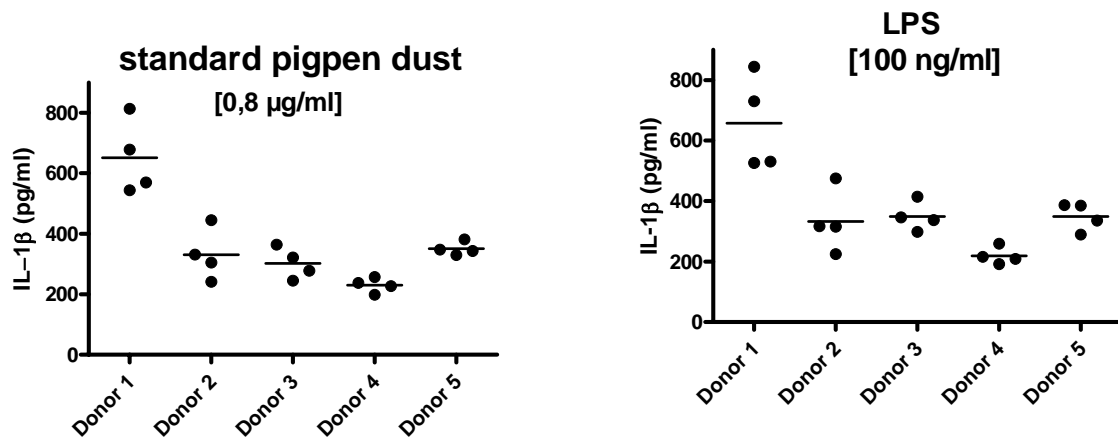 standard pigpen dust
[0,8 µg/ml]
IL–1β (pg/ml)
800
600
400
200
0
Donor 1
Donor 2
Donor 3
Donor 4
Donor 5
LPS
[100 ng/ml]
IL-1β (pg/ml)
800
600
400
200
0
Donor 1
Donor 2
Donor 3
Donor 4
Donor 5